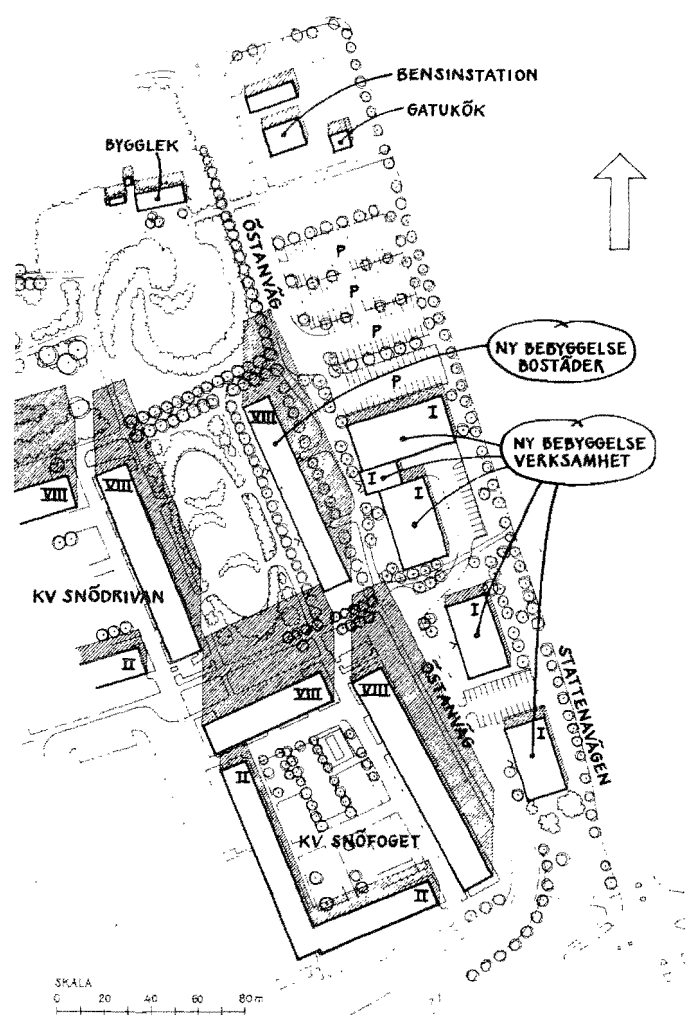 BENSINSTATION
GATUKÖK
BYGGLEK
ÖSTANVÄG
P
P
P
P
NY BEBYGGELSE
BOSTÄDER
NY BEBYGGELSE
VERKSAMHET
VIII
I
I
I
VIII
VIII
KV SNÖDRIVAN
I
II
ÖSTANVÄG
STATTENAVÄGEN
VIII
VIII
I
II
KV SNÖFOGET
II
SKALA
0 20 40 60 80 m